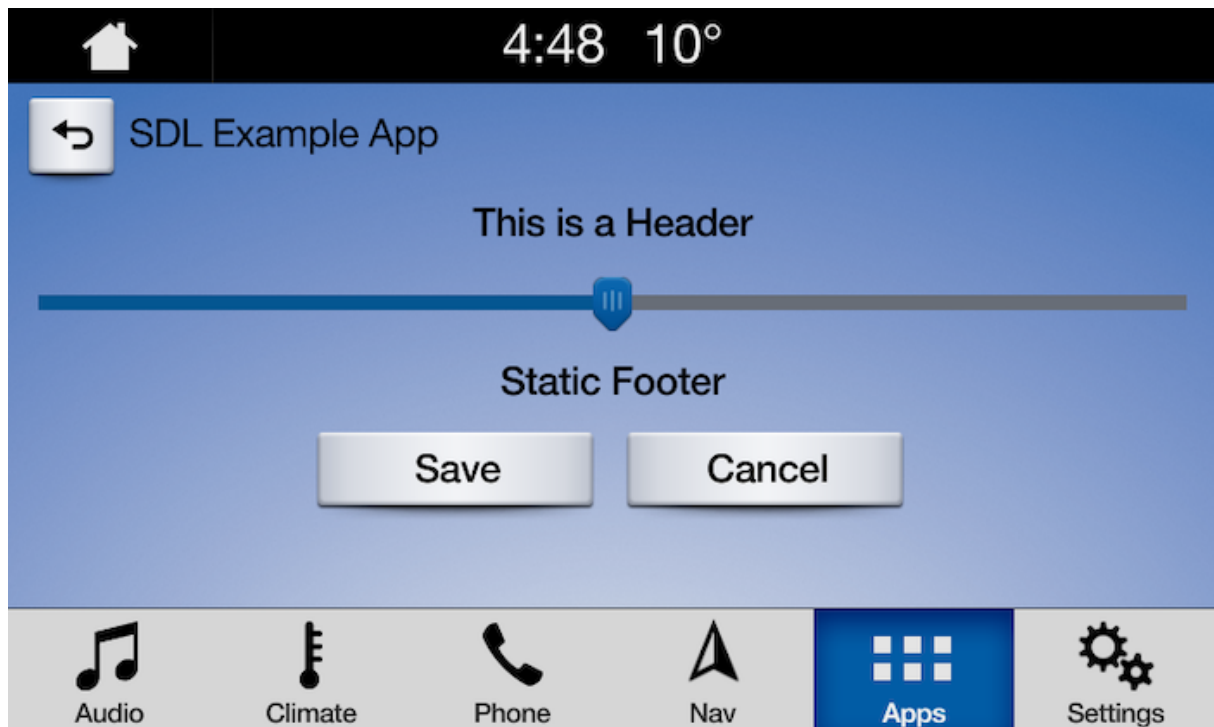 4:48 10°
SDL Example App
This is a Header
Static Footer
Save Cancel
Audio Climate Phone Nav Apps Settings